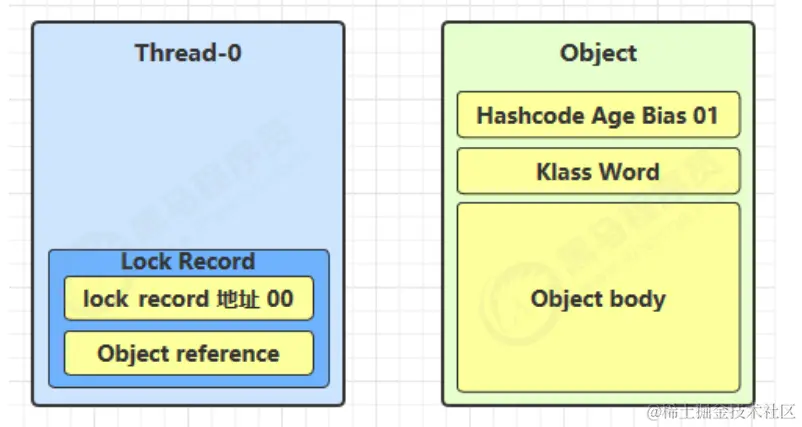 Thread-0
Lock Record
lock record 地址 00
Object reference
Object
Hashcode Age Bias 01
Klass Word
Object body
@稀土掘金技术社区